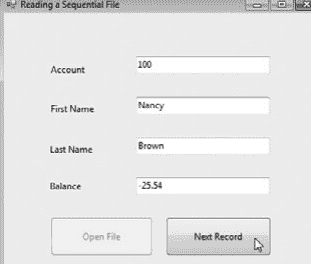 Reading a Sequential File
Account 100
First Name Nancy
Last Name Brown
Balance -25.54
Open File Next Record